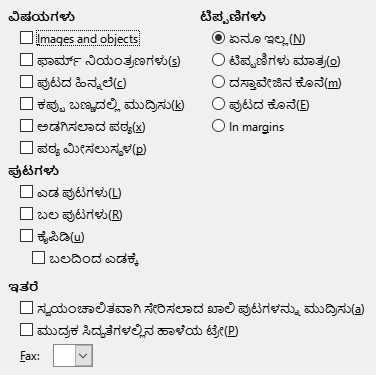 ವಿಷಯಗಳು
Images and objects
ಫಾರ್ಮ್ ನಿಯಂತ್ರಣಗಳು(s)
ಪುಟದ ಹಿನ್ನಲೆ(c)
ಕಪ್ಪು ಬಣ್ಣದಲ್ಲಿ ಮುದ್ರಿಸು(k)
ಅಡಗಿಸಲಾದ ಪಠ್ಯ(x)
ಪಠ್ಯ ಮೀಸಲುಸ್ಥಳ(p)
ಟಿಪ್ಪಣಿಗಳು
ಏನೂ ಇಲ್ಲ(N)
ಟಿಪ್ಪಣಿಗಳು ಮಾತ್ರ(o)
ದಸ್ತಾವೇಜಿನ ಕೊನೆ(m)
ಪುಟದ ಕೊನೆ(E)
In margins
ಪುಟಗಳು
ಎಡ ಪುಟಗಳು(L)
ಬಲ ಪುಟಗಳು(R)
ಕೈಪಿಡಿ(u)
ಬಲದಿಂದ ಎಡಕ್ಕೆ
ಇತರೆ
ಸ್ವಯಂಚಾಲಿತವಾಗಿ ಸೇರಿಸಲಾದ ಖಾಲಿ ಪುಟಗಳನ್ನು ಮುದ್ರಿಸು(a)
ಮುದ್ರಕ ಸಿದ್ಧತೆಗಳಲ್ಲಿನ ಹಾಳೆಯ ಟ್ರೇ(P)
Fax: